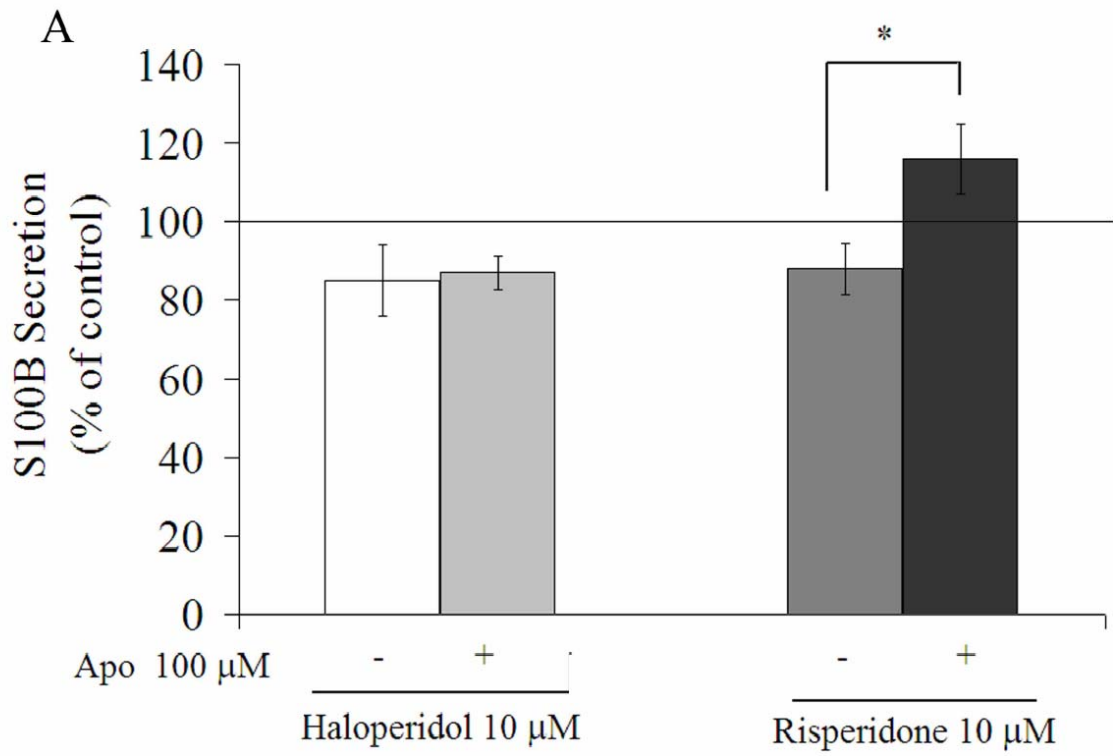 A
*
140
120
100
80
60
40
20
0
S100B Secretion
(% of control)
Apo 100 µM - + - +
Haloperidol 10 µM Risperidone 10 µM